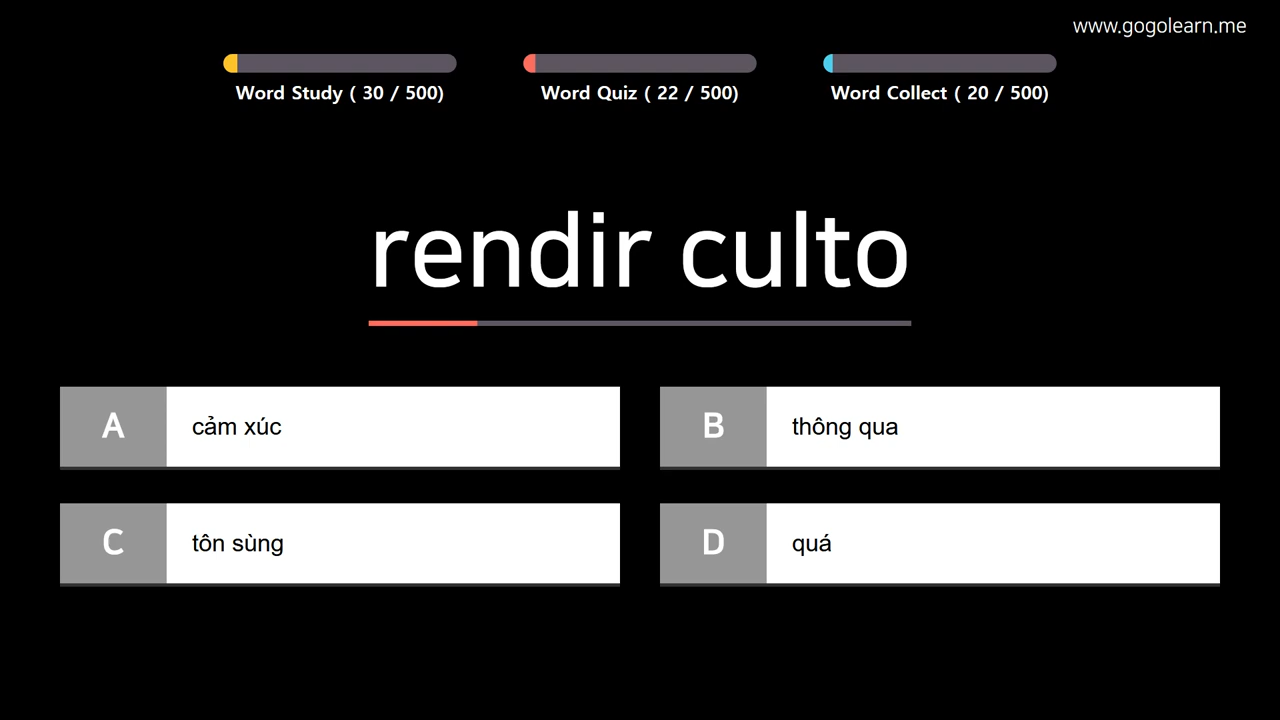 www.gogolearn.me
Word Study ( 30 / 500)
Word Quiz ( 22 / 500)
Word Collect ( 20 / 500)
rendir culto
A cảm xúc
B thông qua
C tôn sùng
D quá